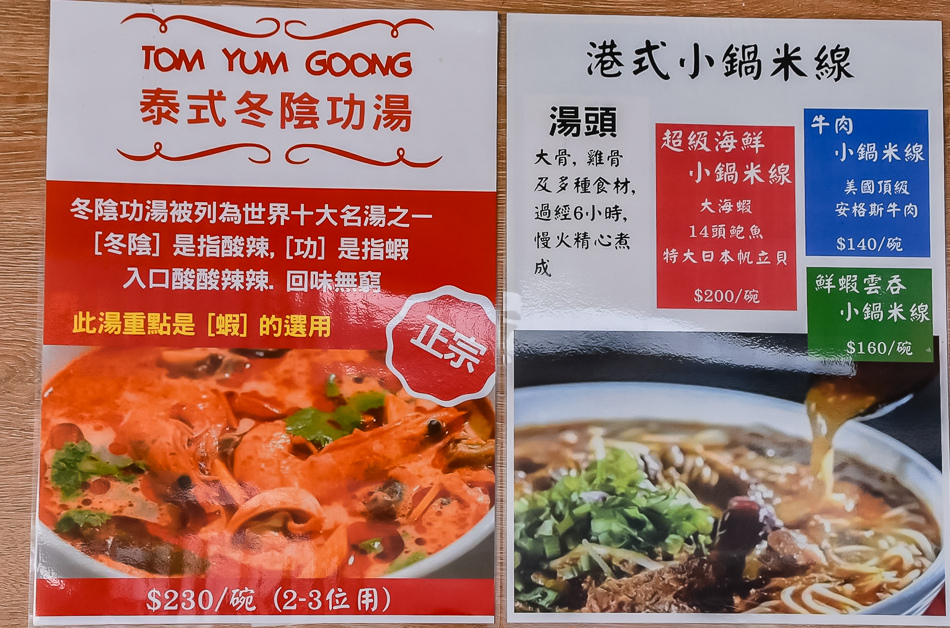 TOM YUM GOONG
泰式冬陰功湯
冬陰功湯被列為世界十大名湯之一
[冬陰] 是指酸辣, [功] 是指蝦
入口酸酸辣辣. 回味無窮
此湯重點是 [蝦] 的選用
正宗
$230/碗 (2-3位用)
港式小鍋米線
湯頭
大骨, 雞骨
及多種食材,
過經6小時,
慢火精心煮
成
超級海鮮
小鍋米線
大海蝦
14頭鮑魚
特大日本帆立貝
$200/碗
牛肉
小鍋米線
美國頂級
安格斯牛肉
$140/碗
鮮蝦雲吞
小鍋米線
$160/碗